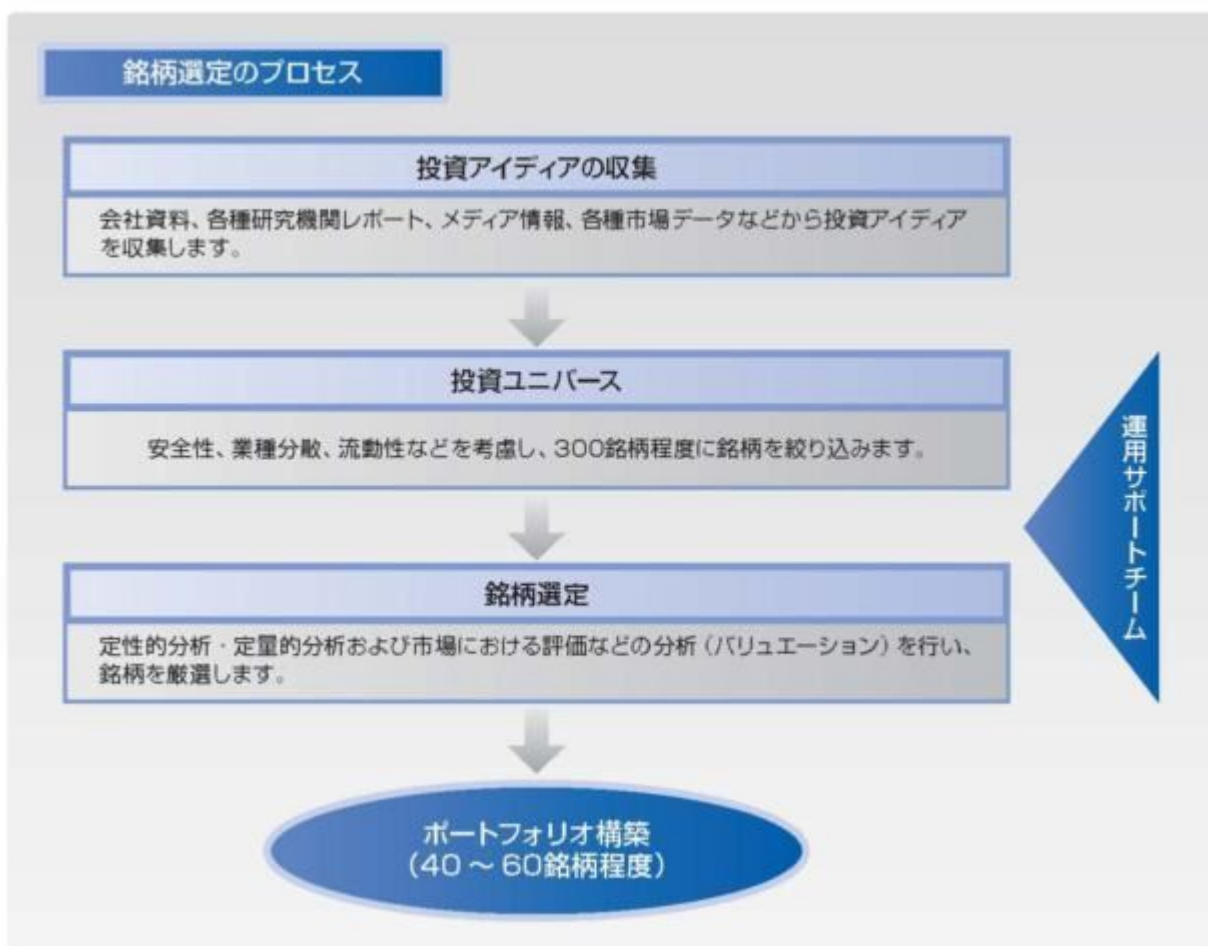 銘柄選定のプロセス
投資アイディアの収集
会社資料、各種研究機関レポート、メディア情報、各種市場データなどから投資アイディア
を収集します。
投資ユニバース
安全性、業種分散、流動性などを考慮し、300銘柄程度に銘柄を絞り込みます。
銘柄選定
定性的分析・定量的分析および市場における評価などの分析（バリュエーション）を行い、
銘柄を厳選します。
運用サポートチーム
ポートフォリオ構築
（40～60銘柄程度）